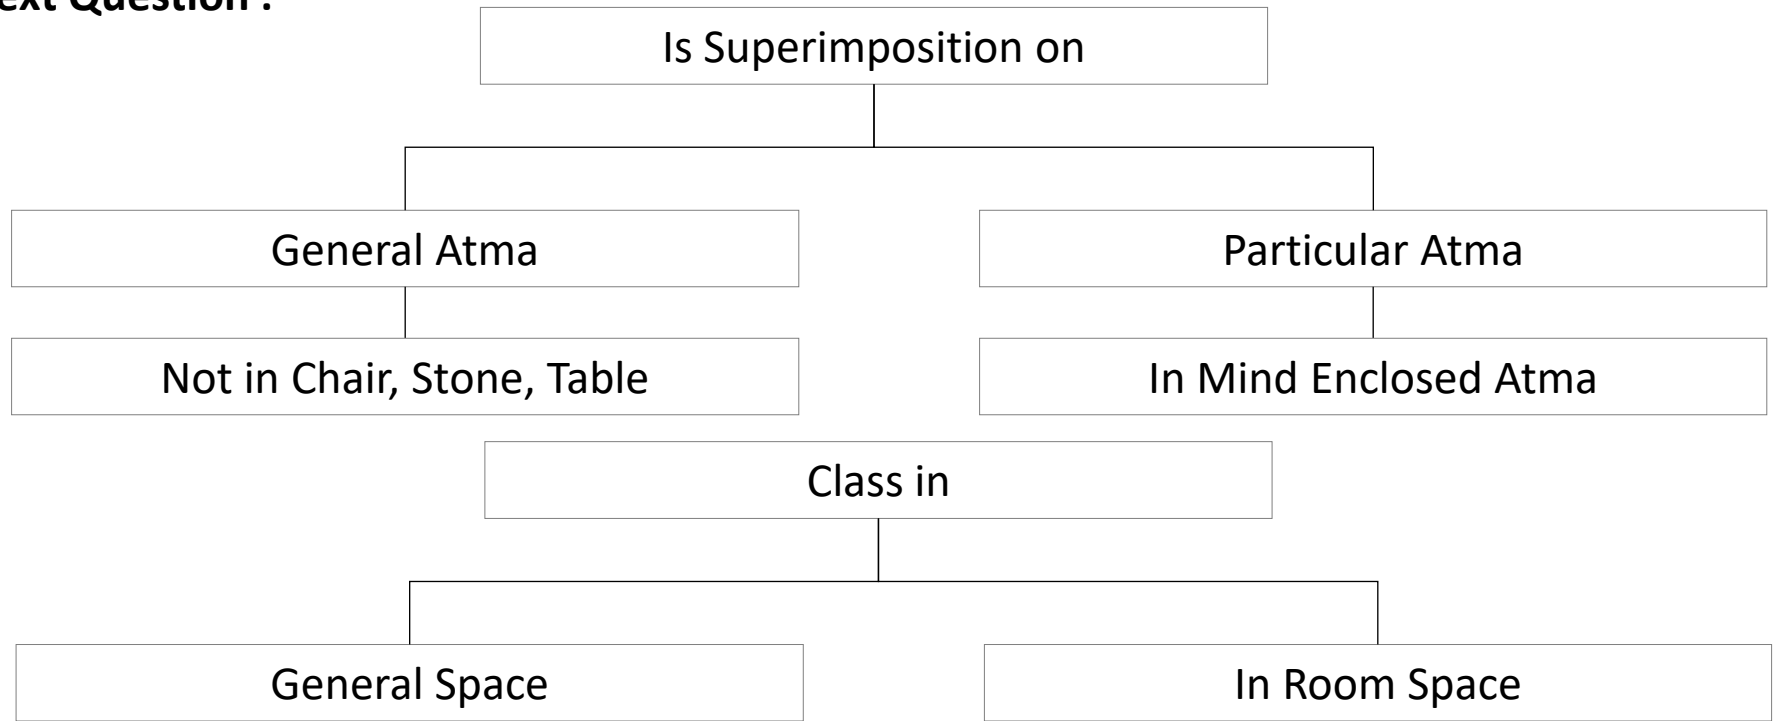 ext Question :
Is Superimposition on
General Atma
Particular Atma
Not in Chair, Stone, Table
In Mind Enclosed Atma
Class in
General Space
In Room Space